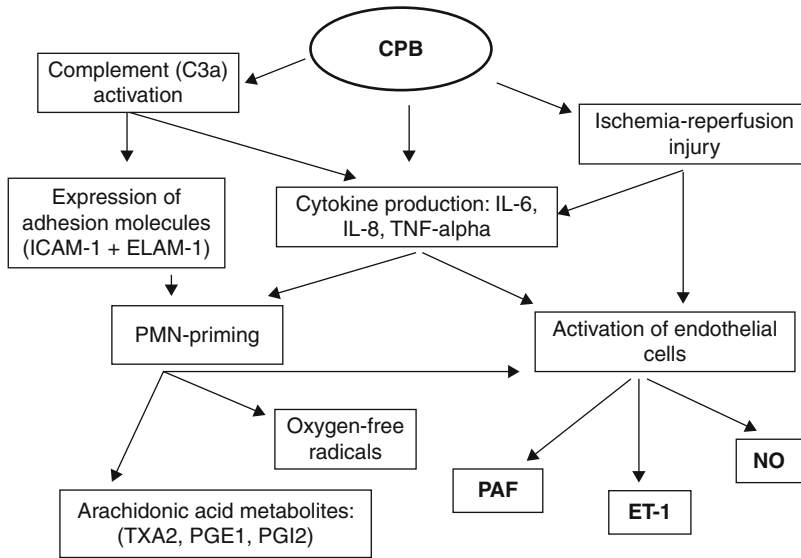 CPB
Complement (C3a)
activation
Ischemia-reperfusion
injury
Expression of
adhesion molecules
(ICAM-1 + ELAM-1)
Cytokine production: IL-6,
IL-8, TNF-alpha
PMN-priming
Activation of endothelial
cells
Oxygen-free
radicals
NO
PAF
ET-1
Arachidonic acid metabolites:
(TXA2, PGE1, PGI2)